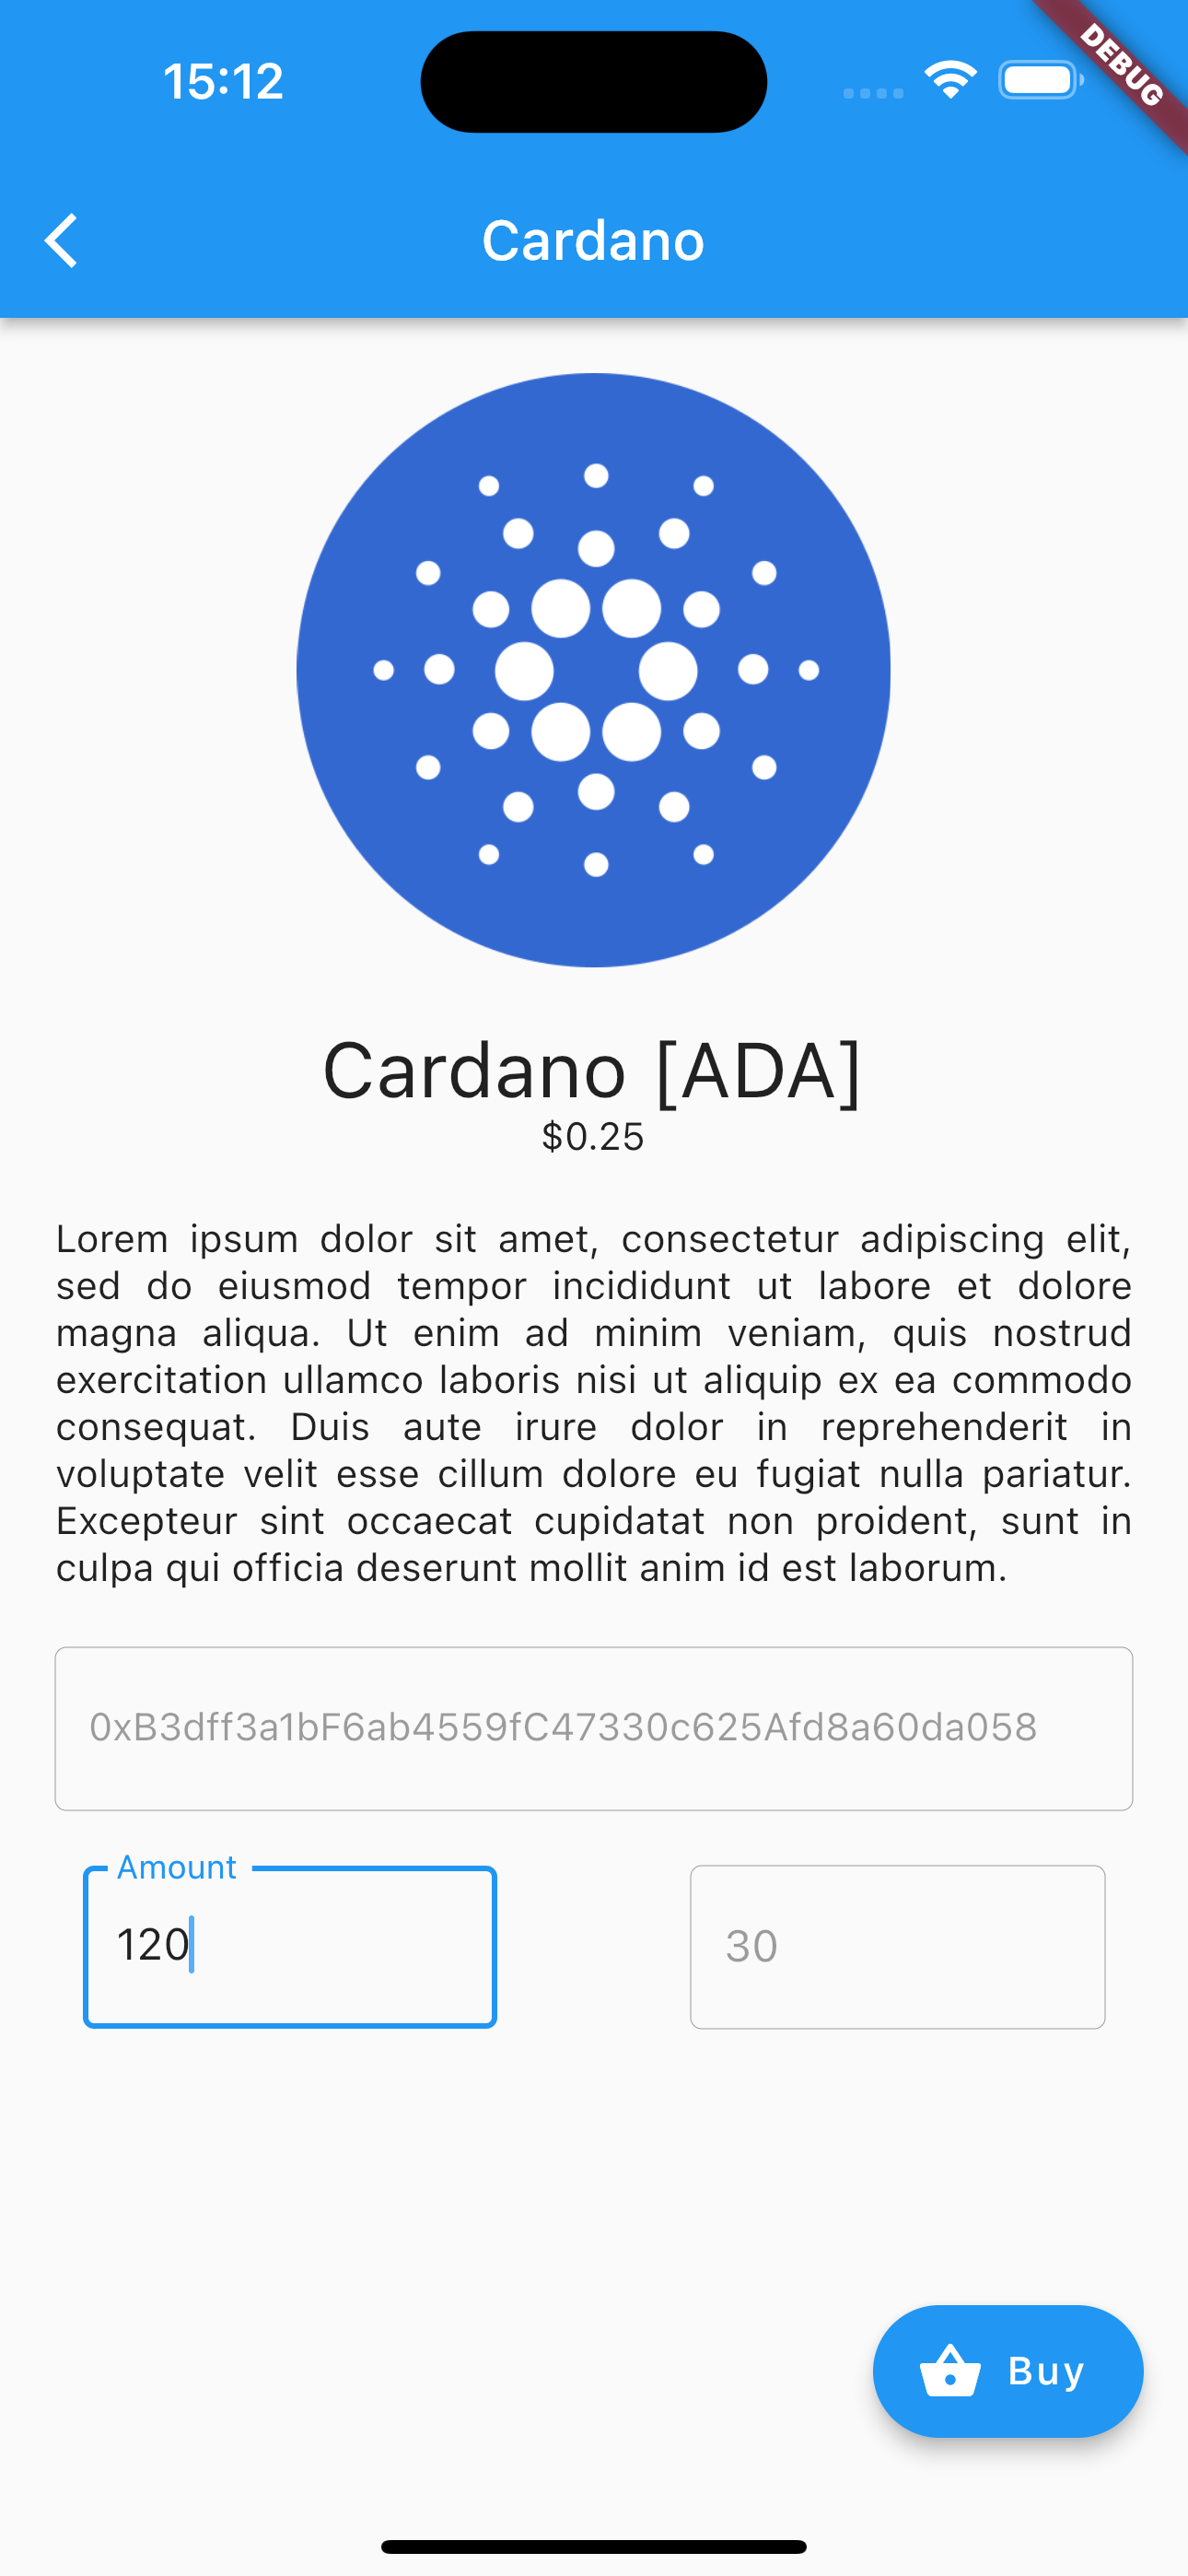 15:12
DEBUG
Cardano
Cardano [ADA]
$0.25
Lorem ipsum dolor sit amet, consectetur adipiscing elit,
sed do eiusmod tempor incididunt ut labore et dolore
magna aliqua. Ut enim ad minim veniam, quis nostrud
exercitation ullamco laboris nisi ut aliquip ex ea commodo
consequat. Duis aute irure dolor in reprehenderit in
voluptate velit esse cillum dolore eu fugiat nulla pariatur.
Excepteur sint occaecat cupidatat non proident, sunt in
culpa qui officia deserunt mollit anim id est laborum.
0xB3dff3a1bF6ab4559fC47330c625Afd8a60da058
Amount
120
30
Buy